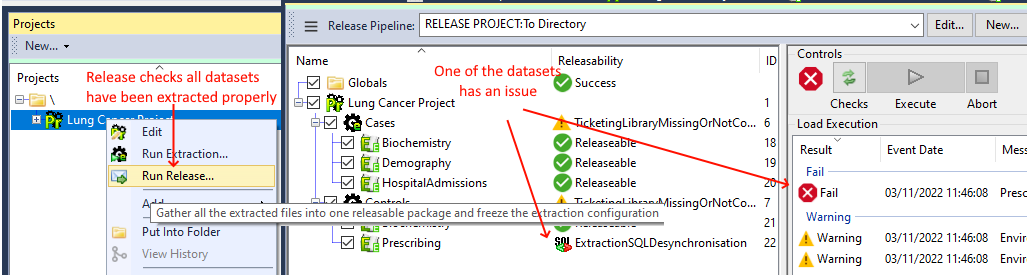 Projects
New...
Projects
\
Lung Cancer Project
Edit
Run Extraction...
Run Release...
Add
Gather all the extracted files into one releasable package and freeze the extraction configuration
Put Into Folder
View History
Release checks all datasets
have been extracted properly
Release Pipeline: RELEASE PROJECT:To Directory
Edit...
New...
Name Releasability ID
Globals Success
Lung Cancer Project 1
Cases TicketingLibraryMissingOrNotCo... 6
Biochemistry Releaseable 18
Demography Releaseable 19
HospitalAdmissions Releaseable 20
Controls TicketingLibraryMissingOrNotCo... 7
Releaseable 21
Prescribing ExtractionSQLDesynchronisation 22
One of the datasets
has an issue
Controls
Checks Execute Abort
Load Execution
Result Event Date Mes
Fail
Fail 03/11/2022 11:46:08 Presc
Warning
Warning 03/11/2022 11:46:08 Enviro
Warning 03/11/2022 11:46:08 Enviro